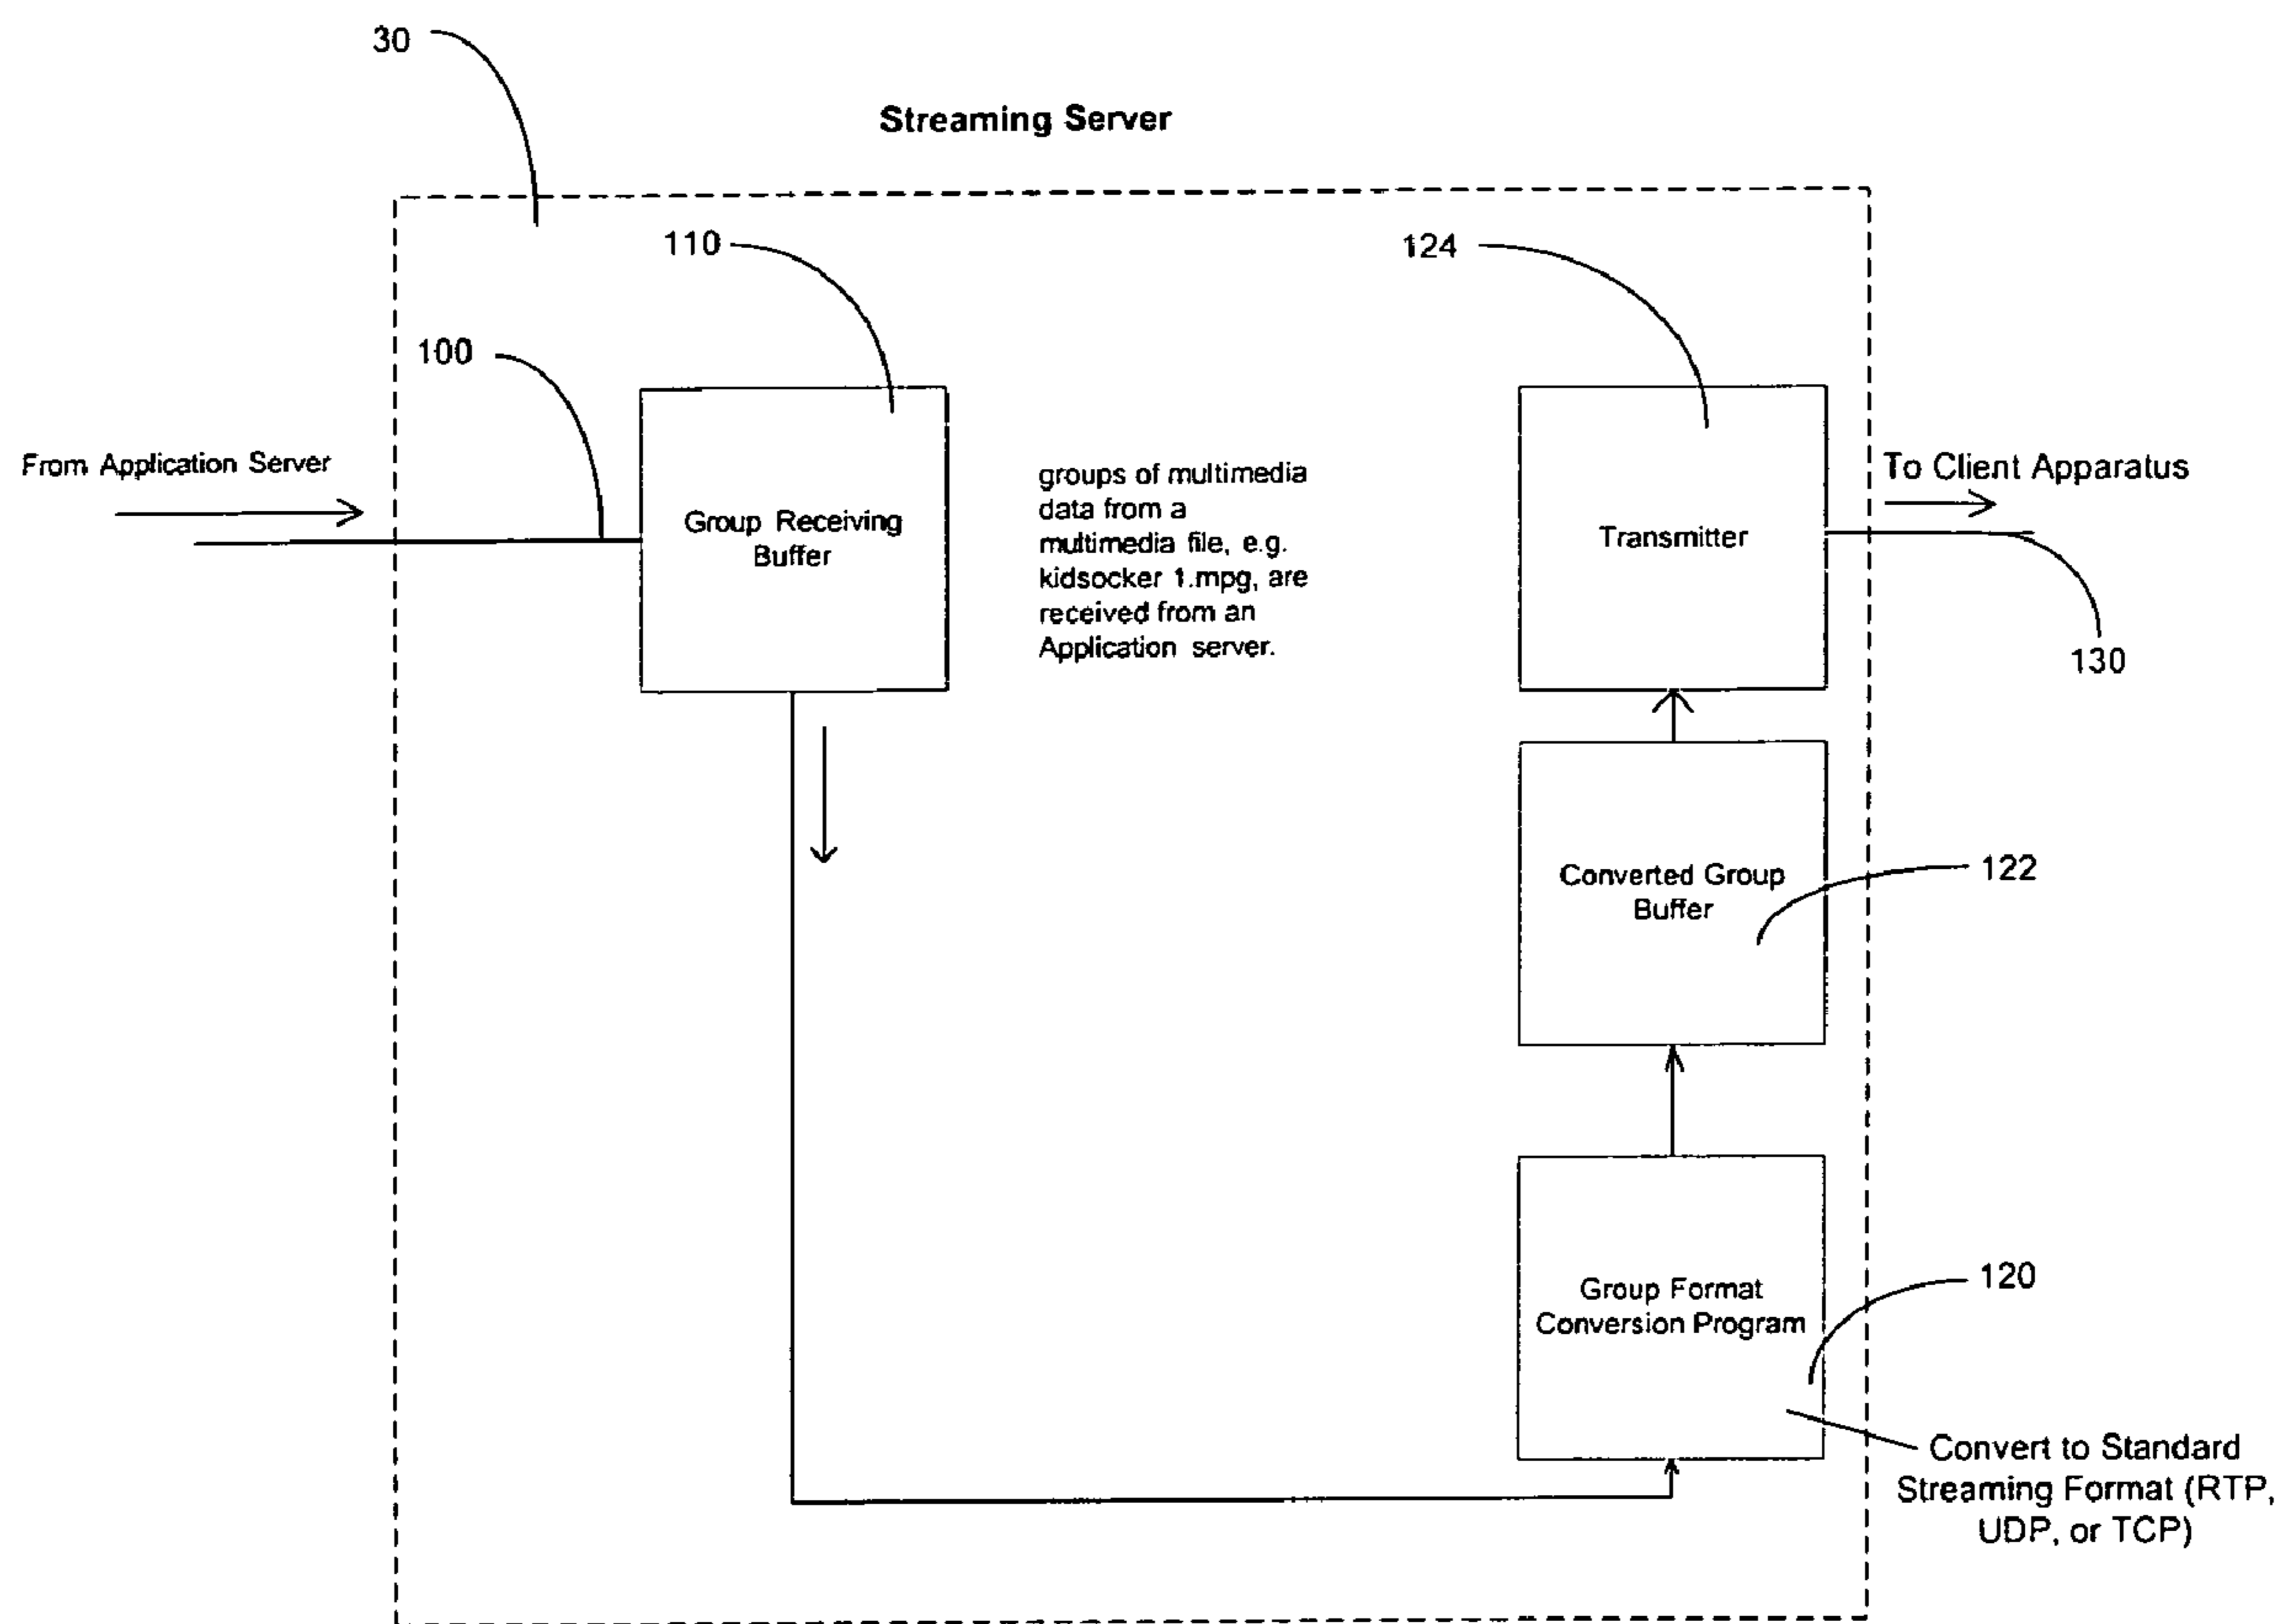 30
Streaming Server
110
124
100
From Application Server
Group Receiving
Buffer
groups of multimedia
data from a
multimedia file, e.g.
kidsocker 1.mpg, are
received from an
Application server.
Transmitter
To Client Apparatus
130
Converted Group
Buffer
122
Group Format
Conversion Program
120
Convert to Standard
Streaming Format (RTP,
UDP, or TCP)